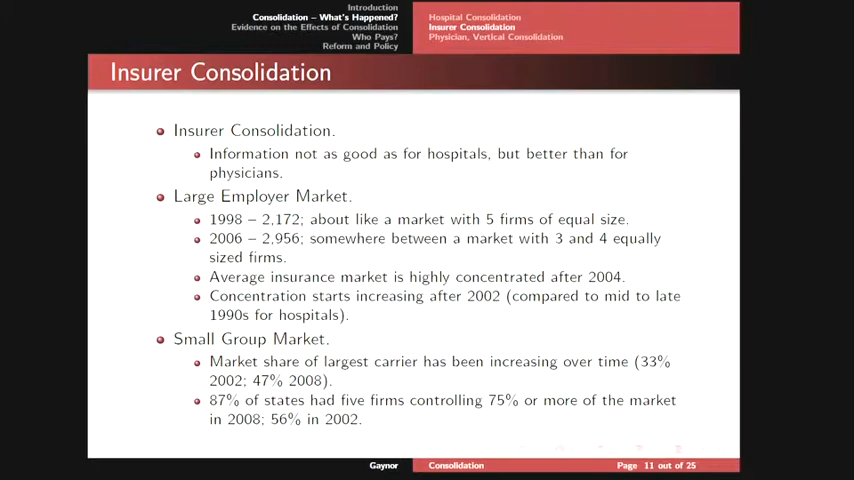 Introduction
Consolidation – What's Happened?
Evidence on the Effects of Consolidation
Who Pays?
Reform and Policy
Hospital Consolidation
Insurer Consolidation
Physician, Vertical Consolidation
Insurer Consolidation
Insurer Consolidation.
Information not as good as for hospitals, but better than for
physicians.
Large Employer Market.
1998 – 2,172; about like a market with 5 firms of equal size.
2006 – 2,956; somewhere between a market with 3 and 4 equally
sized firms.
Average insurance market is highly concentrated after 2004.
Concentration starts increasing after 2002 (compared to mid to late
1990s for hospitals).
Small Group Market.
Market share of largest carrier has been increasing over time (33%
2002; 47% 2008).
87% of states had five firms controlling 75% or more of the market
in 2008; 56% in 2002.
Gaynor
Consolidation
Page 11 out of 25